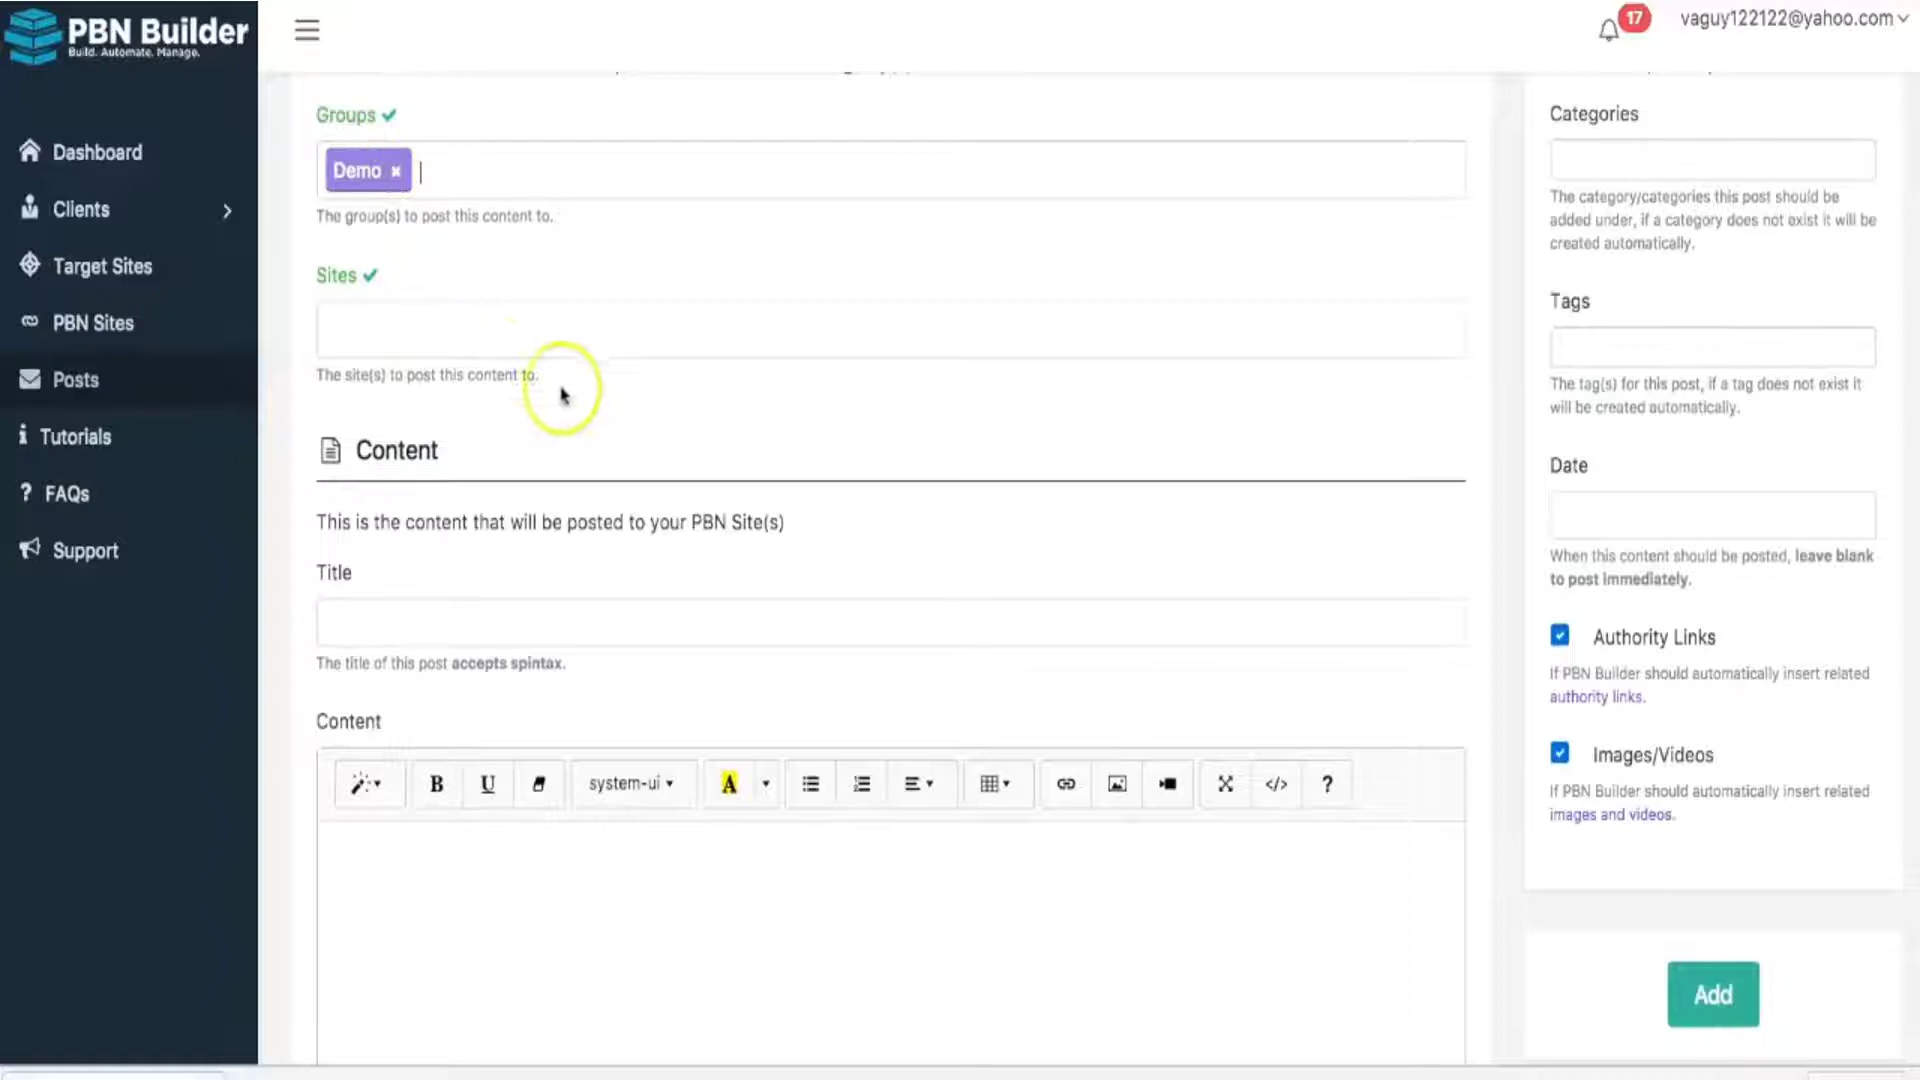 PBN Builder
Build. Automate. Manage.
17
vaguy122122@yahoo.com
Dashboard
Clients
Target Sites
PBN Sites
Posts
Tutorials
? FAQs
Support
Groups
Demo ×
The group(s) to post this content to.
Sites
The site(s) to post this content to.
Content
This is the content that will be posted to your PBN Site(s)
Title
The title of this post accepts spintax.
Content
B U system-ui A </> ?
Categories
The category/categories this post should be
added under, if a category does not exist it will be
created automatically.
Tags
The tag(s) for this post, if a tag does not exist it
will be created automatically.
Date
When this content should be posted, leave blank
to post immediately.
Authority Links
If PBN Builder should automatically insert related
authority links.
Images/Videos
If PBN Builder should automatically insert related
images and videos.
Add